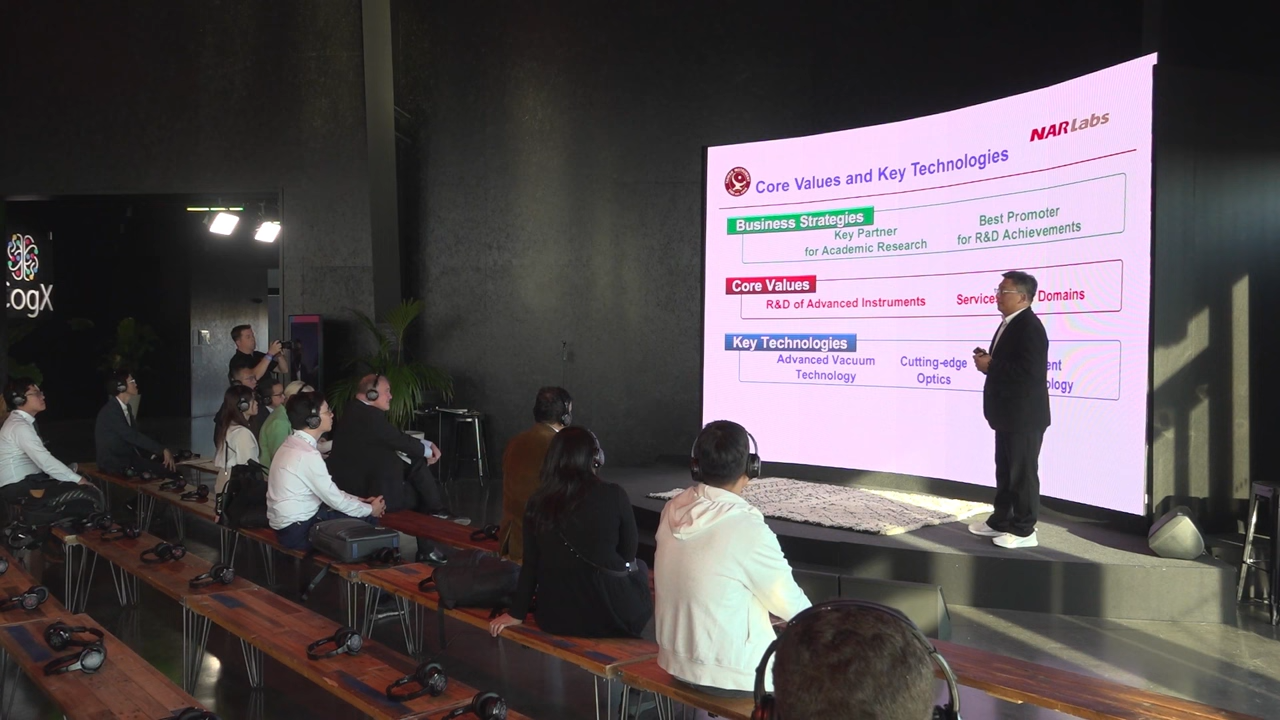 CogX
NARLabs
Core Values and Key Technologies
Business Strategies
Key Partner
for Academic Research
Best Promoter
for R&D Achievements
Core Values
R&D of Advanced Instruments
Services
Domains
Key Technologies
Advanced Vacuum
Technology
Cutting-edge
Optics